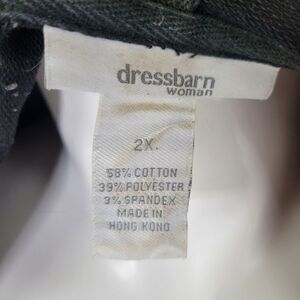 dressbarn
woman
2X.
58% COTTON
39% POLYESTER
3% SPANDEX
MADE IN
HONG KONG